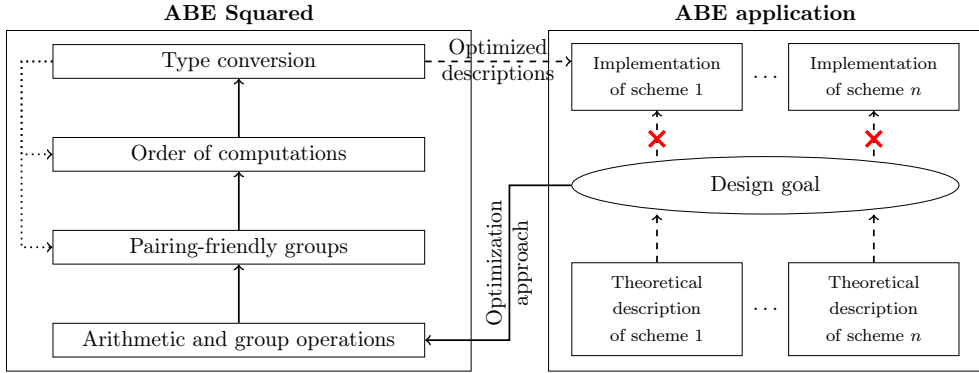 ABE Squared
Type conversion
Order of computations
Pairing-friendly groups
Arithmetic and group operations
Optimized
descriptions
Optimization
approach
ABE application
Implementation
of scheme 1
. . .
Implementation
of scheme n
Design goal
Theoretical
description
of scheme 1
. . .
Theoretical
description
of scheme n